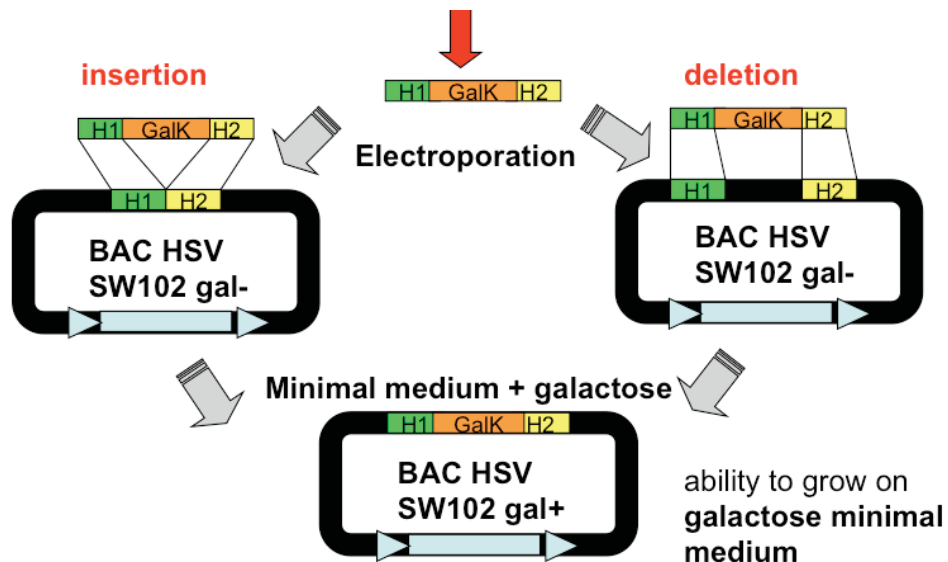 insertion
deletion
H1 GalK H2
H1 GalK H2
H1 GalK H2
Electroporation
H1 H2
H1 H2
BAC HSV
SW102 gal-
BAC HSV
SW102 gal-
Minimal medium + galactose
H1 GalK H2
BAC HSV
SW102 gal+
ability to grow on
galactose minimal
medium